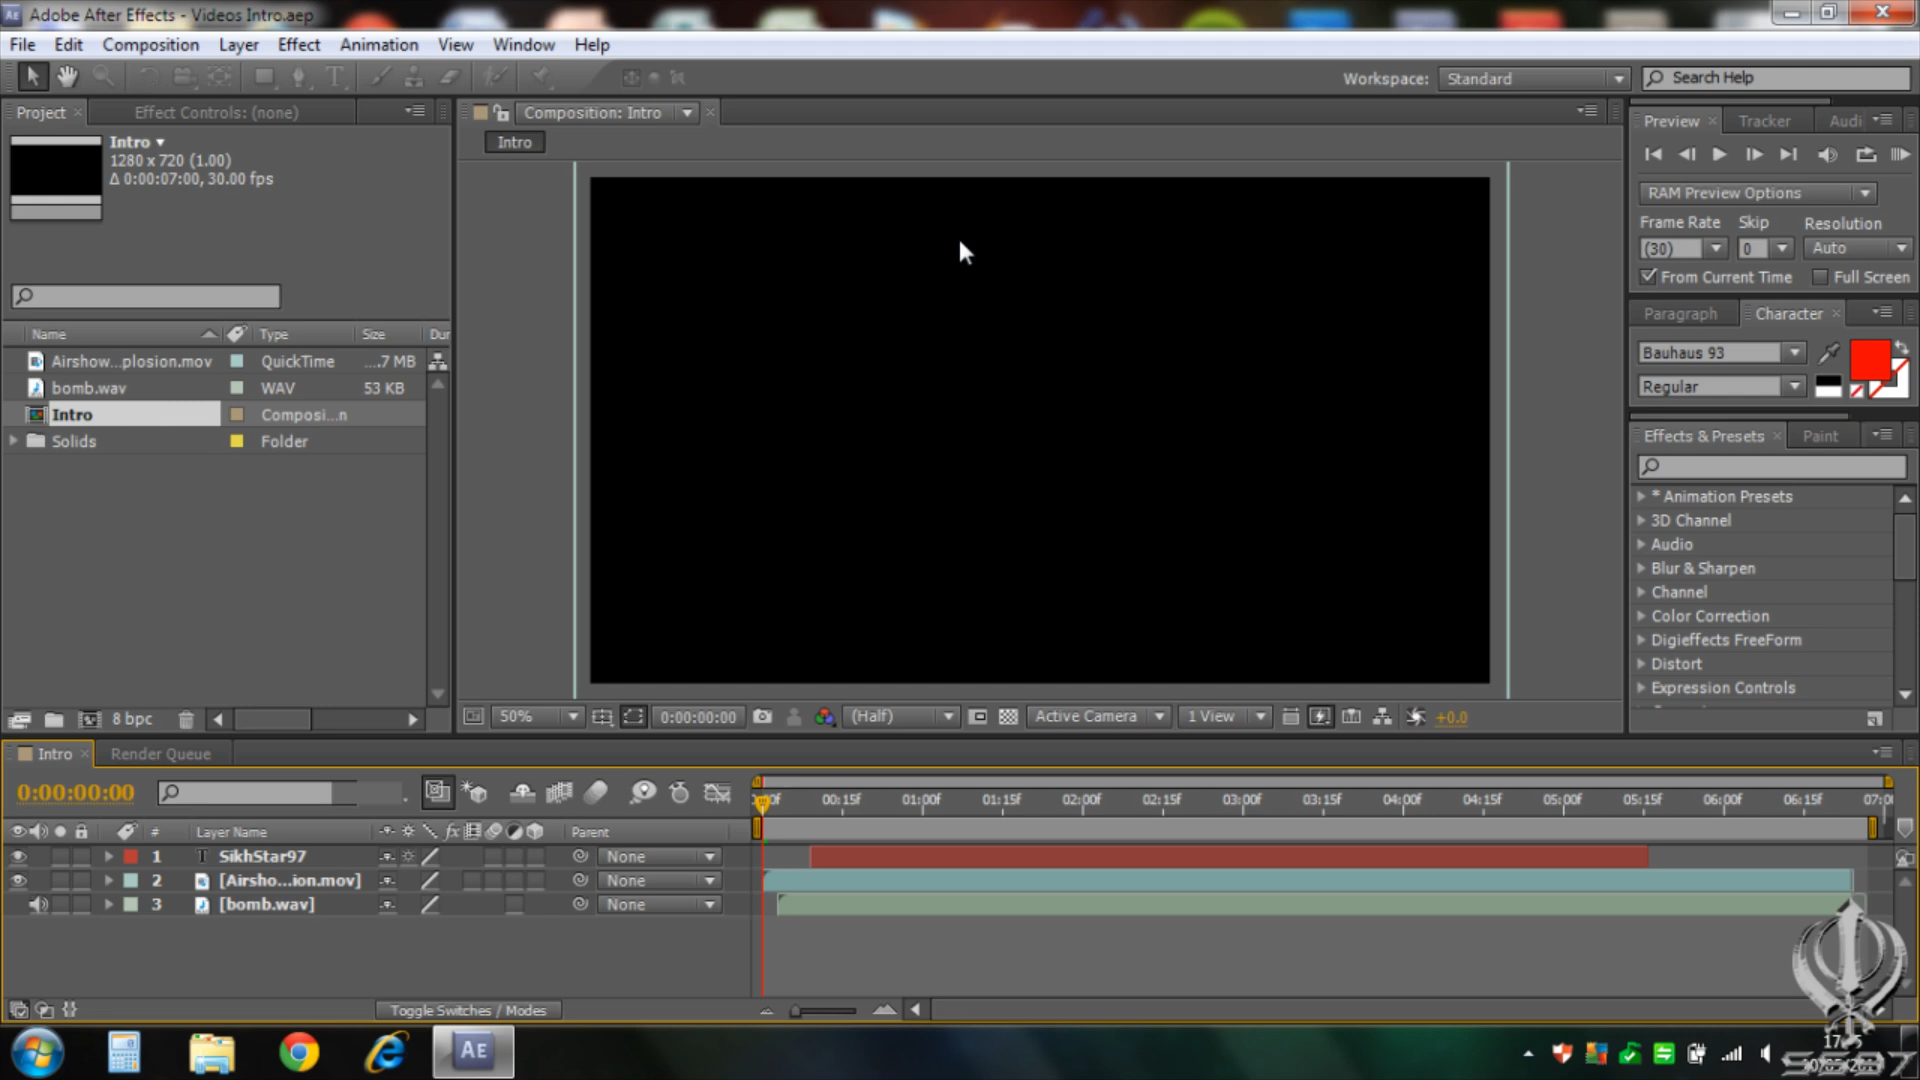 Adobe After Effects - Videos Intro.aep
File Edit Composition Layer Effect Animation View Window Help
Workspace: Standard Search Help
Project Effect Controls: (none)
Intro
1280 x 720 (1.00)
Δ 0:00:07:00, 30.00 fps
Name Type Size Dur
Airshow...plosion.mov QuickTime ....7 MB
bomb.wav WAV 53 KB
Intro Composi...n
Solids Folder
8 bpc
Composition: Intro
Intro
50% 0:00:00:00 (Half) Active Camera 1 View +0.0
Preview Tracker Audi
RAM Preview Options
Frame Rate Skip Resolution
(30) 0 Auto
From Current Time Full Screen
Paragraph Character
Bauhaus 93
Regular
Effects & Presets Paint
* Animation Presets
3D Channel
Audio
Blur & Sharpen
Channel
Color Correction
Digieffects FreeForm
Distort
Expression Controls
Intro Render Queue
0:00:00:00
00:15f 01:00f 01:15f 02:00f 02:15f 03:00f 03:15f 04:00f 04:15f 05:00f 05:15f 06:00f 06:15f 07:0
# Layer Name fx Parent
1 T SikhStar97 None
2 [Airsho...ion.mov] None
3 [bomb.wav] None
Toggle Switches / Modes
AE